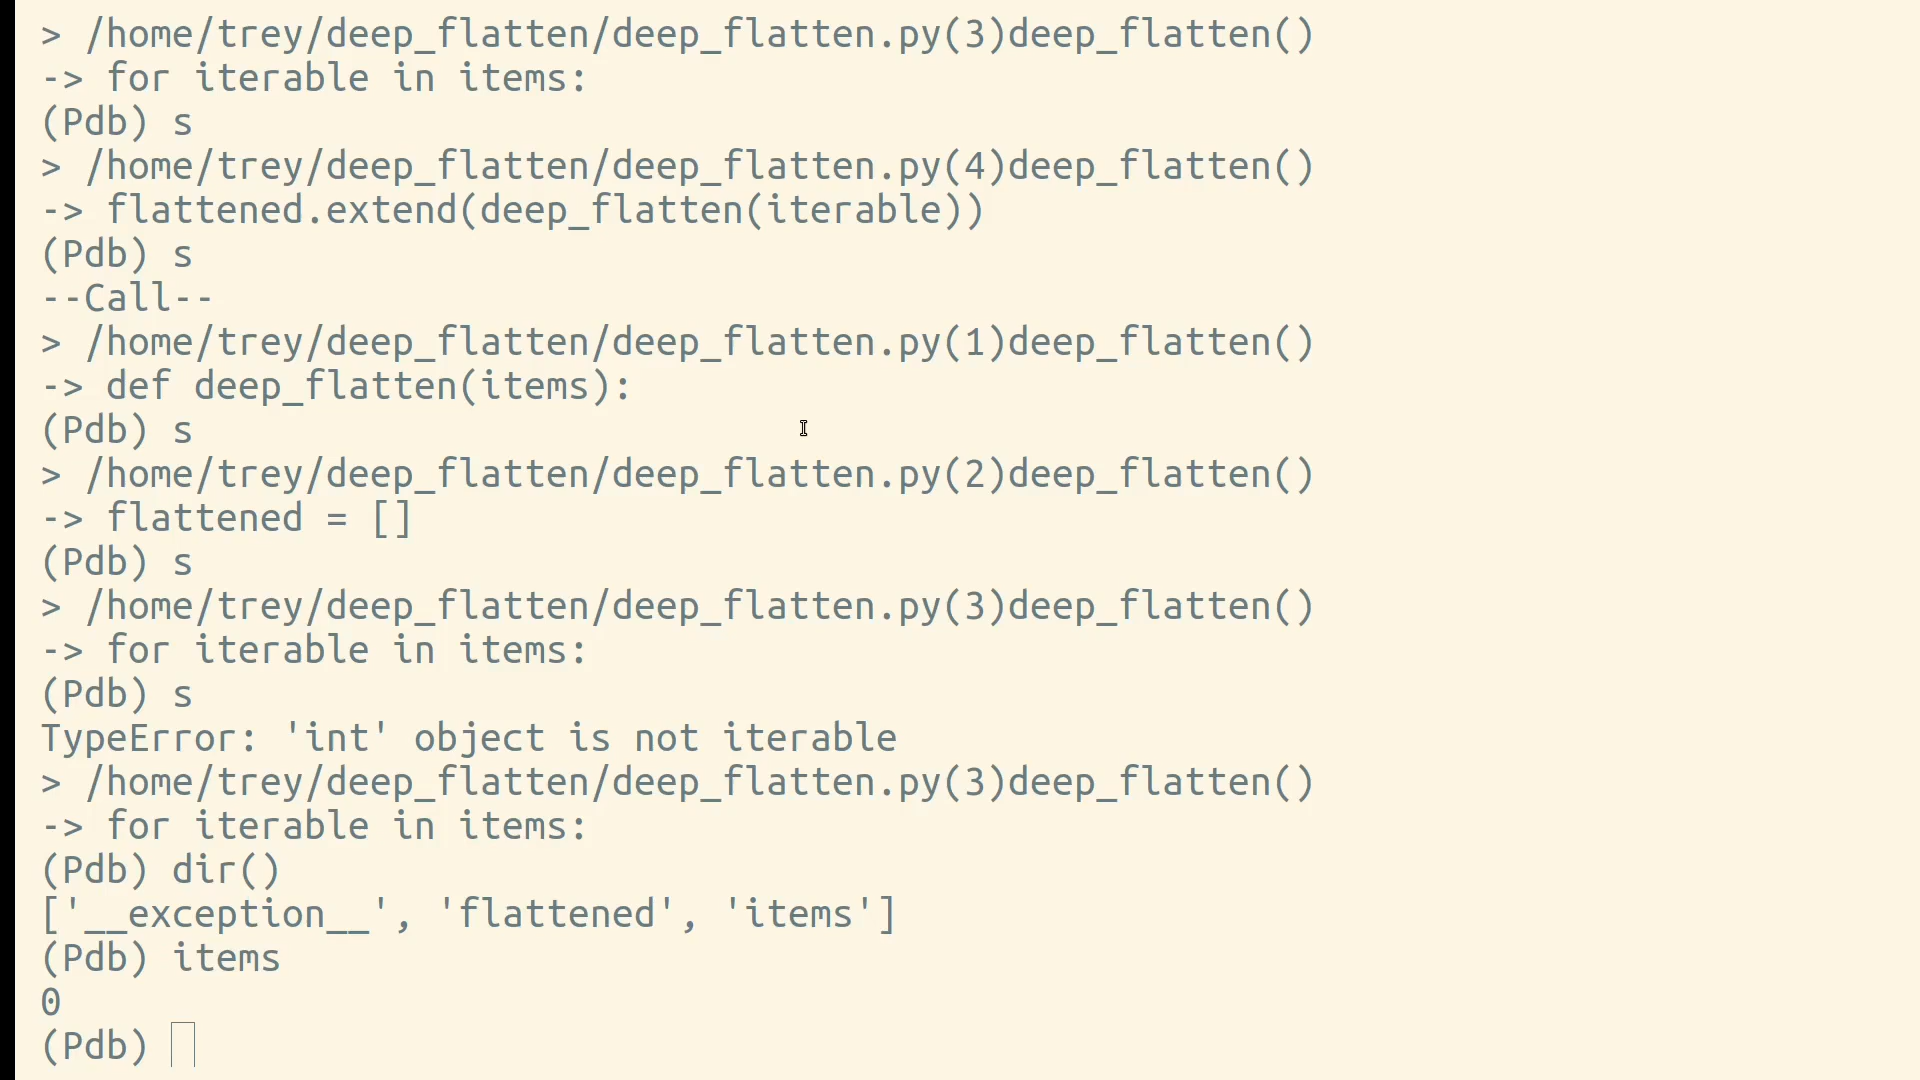 > /home/trey/deep_flatten/deep_flatten.py(3)deep_flatten()
-> for iterable in items:
(Pdb) s
> /home/trey/deep_flatten/deep_flatten.py(4)deep_flatten()
-> flattened.extend(deep_flatten(iterable))
(Pdb) s
--Call--
> /home/trey/deep_flatten/deep_flatten.py(1)deep_flatten()
-> def deep_flatten(items):
(Pdb) s
> /home/trey/deep_flatten/deep_flatten.py(2)deep_flatten()
-> flattened = []
(Pdb) s
> /home/trey/deep_flatten/deep_flatten.py(3)deep_flatten()
-> for iterable in items:
(Pdb) s
TypeError: 'int' object is not iterable
> /home/trey/deep_flatten/deep_flatten.py(3)deep_flatten()
-> for iterable in items:
(Pdb) dir()
['__exception__', 'flattened', 'items']
(Pdb) items
0
(Pdb)